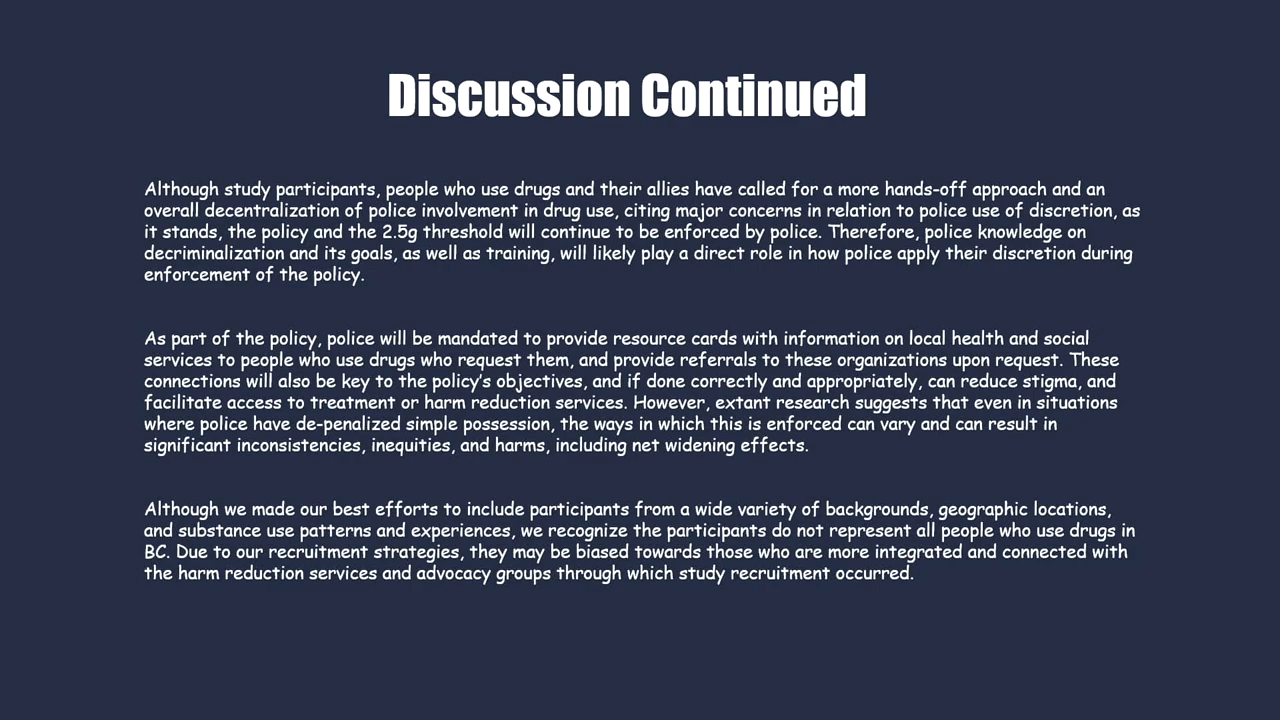 Discussion Continued
Although study participants, people who use drugs and their allies have called for a more hands-off approach and an
overall decentralization of police involvement in drug use, citing major concerns in relation to police use of discretion, as
it stands, the policy and the 2.5g threshold will continue to be enforced by police. Therefore, police knowledge on
decriminalization and its goals, as well as training, will likely play a direct role in how police apply their discretion during
enforcement of the policy.
As part of the policy, police will be mandated to provide resource cards with information on local health and social
services to people who use drugs who request them, and provide referrals to these organizations upon request. These
connections will also be key to the policy’s objectives, and if done correctly and appropriately, can reduce stigma, and
facilitate access to treatment or harm reduction services. However, extant research suggests that even in situations
where police have de-penalized simple possession, the ways in which this is enforced can vary and can result in
significant inconsistencies, inequities, and harms, including net widening effects.
Although we made our best efforts to include participants from a wide variety of backgrounds, geographic locations,
and substance use patterns and experiences, we recognize the participants do not represent all people who use drugs in
BC. Due to our recruitment strategies, they may be biased towards those who are more integrated and connected with
the harm reduction services and advocacy groups through which study recruitment occurred.